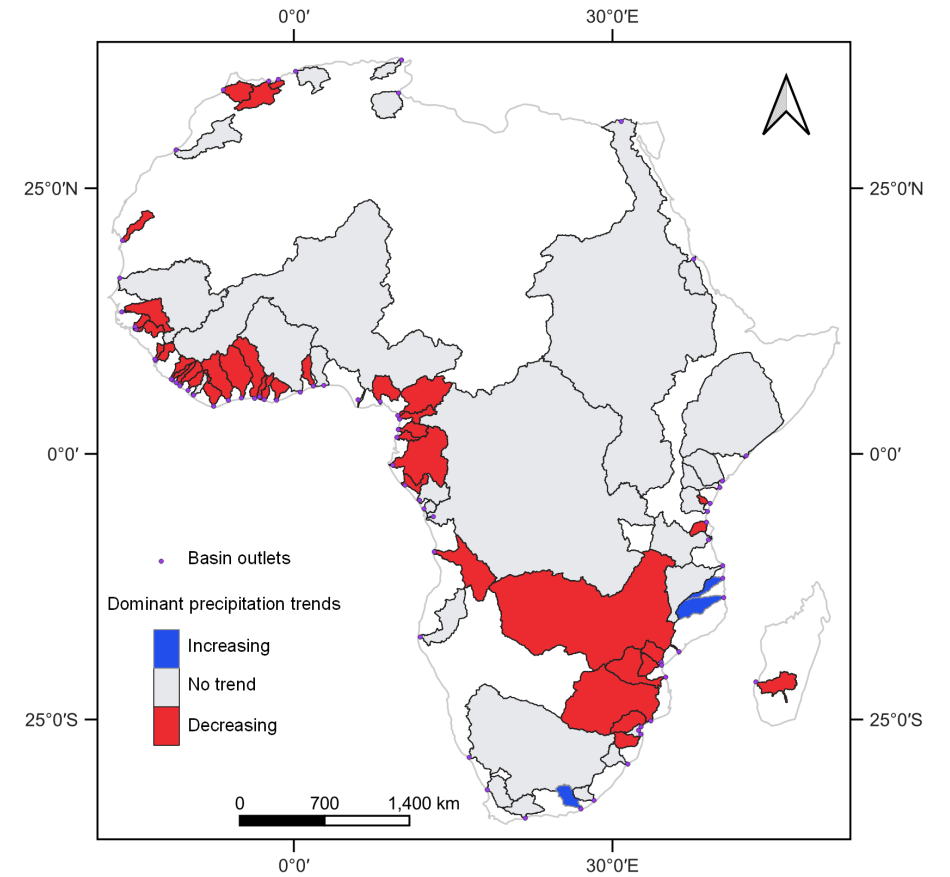 0°0′ 30°0′E
25°0′N 25°0′N
0°0′ 0°0′
Basin outlets
Dominant precipitation trends
Increasing
No trend
Decreasing
25°0′S 25°0′S
0 700 1,400 km
0°0′ 30°0′E